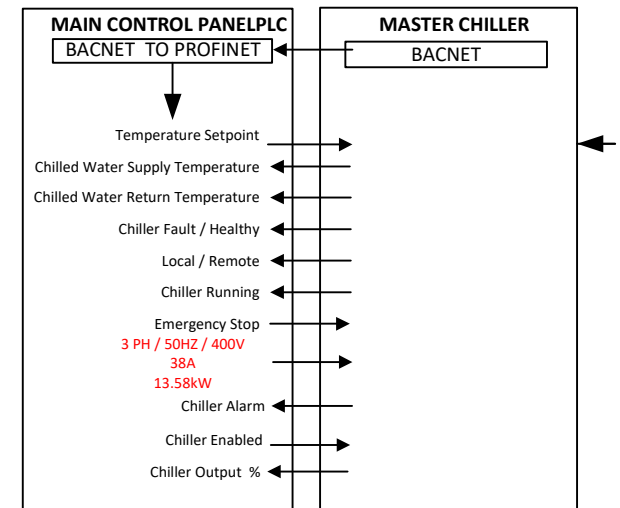 MAIN CONTROL PANELPLC
BACNET TO PROFINET
MASTER CHILLER
BACNET
Temperature Setpoint
Chilled Water Supply Temperature
Chilled Water Return Temperature
Chiller Fault / Healthy
Local / Remote
Chiller Running
Emergency Stop
3 PH / 50HZ / 400V
38A
13.58kW
Chiller Alarm
Chiller Enabled
Chiller Output %